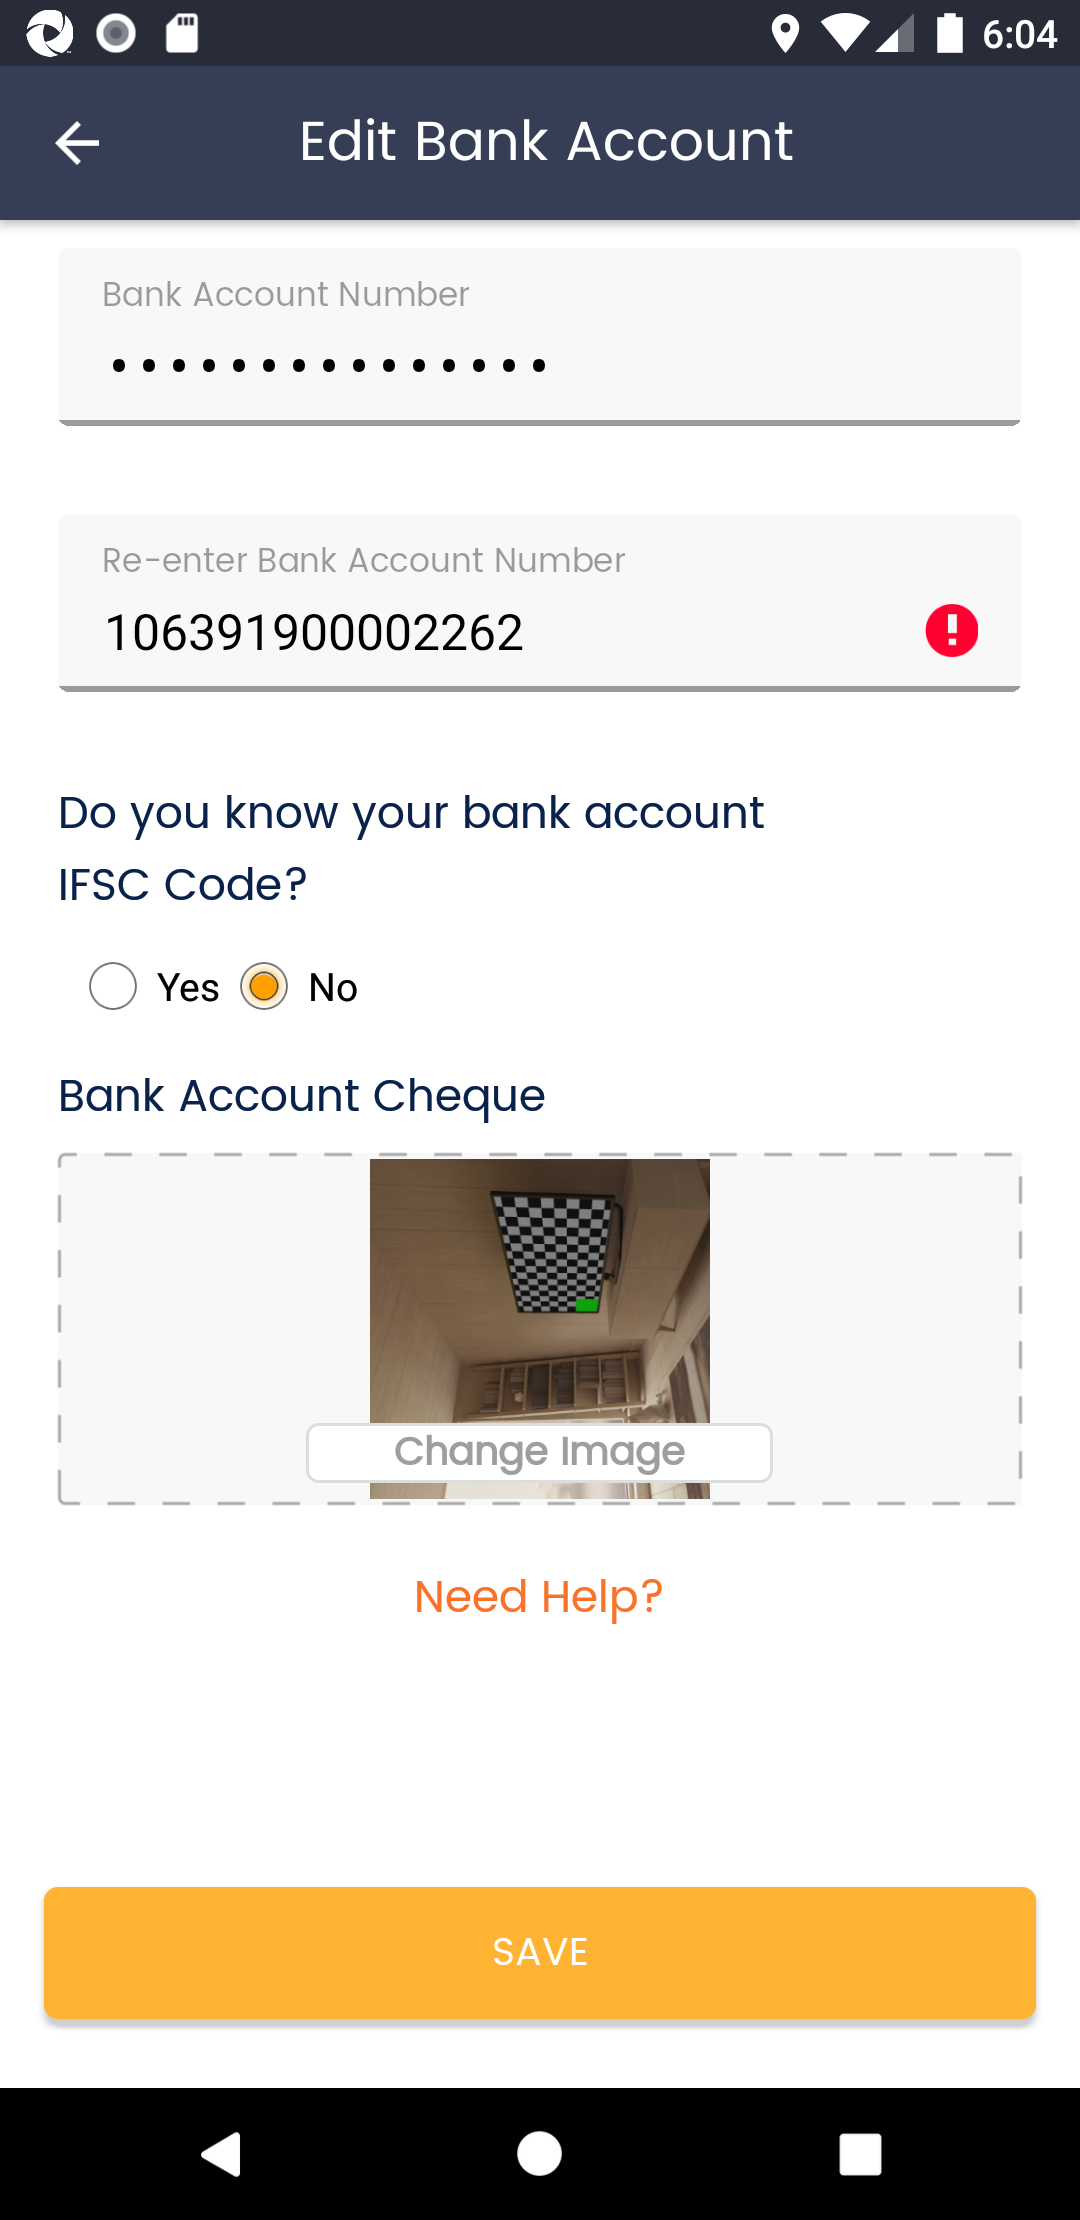 6:04
Edit Bank Account
Bank Account Number
•••••••••••••••
Re-enter Bank Account Number
106391900002262
Do you know your bank account
IFSC Code?
Yes No
Bank Account Cheque
Change Image
Need Help?
SAVE